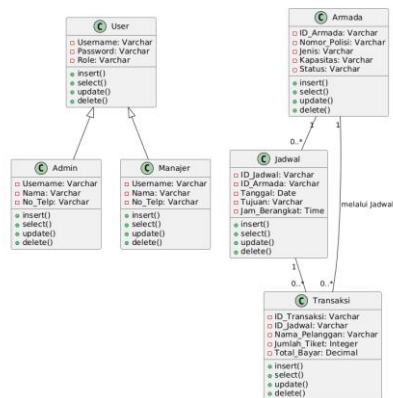 C User
Username: Varchar
Password: Varchar
Role: Varchar
insert()
select()
update()
delete()
C Admin
Username: Varchar
Nama: Varchar
No_Telp: Varchar
insert()
select()
update()
delete()
C Manajer
Username: Varchar
Nama: Varchar
No_Telp: Varchar
insert()
select()
update()
delete()
C Armada
ID_Armada: Varchar
Nomor_Polisi: Varchar
Jenis: Varchar
Kapasitas: Varchar
Status: Varchar
insert()
select()
update()
delete()
1
1
0..*
C Jadwal
ID_Jadwal: Varchar
ID_Armada: Varchar
Tanggal: Date
Tujuan: Varchar
Jam_Berangkat: Time
insert()
select()
update()
delete()
melalui Jadwal
1
0..*
0..*
C Transaksi
ID_Transaksi: Varchar
ID_Jadwal: Varchar
Nama_Pelanggan: Varchar
Jumlah_Tiket: Integer
Total_Bayar: Decimal
insert()
select()
update()
delete()